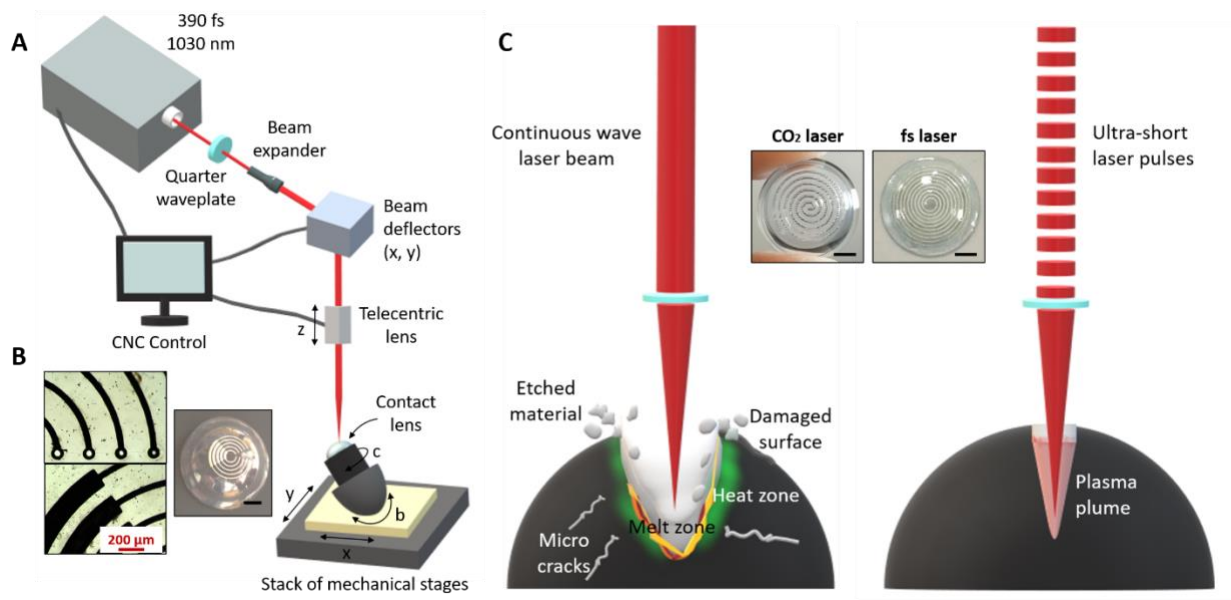 A
390 fs
1030 nm
Beam
expander
Quarter
waveplate
Beam
deflectors
(x, y)
CNC Control
z
Telecentric
lens
B
200 µm
Contact
lens
c
y
b
x
Stack of mechanical stages
C
Continuous wave
laser beam
CO₂ laser
fs laser
Ultra-short
laser pulses
Etched
material
Damaged
surface
Heat zone
Melt zone
Micro
cracks
Plasma
plume